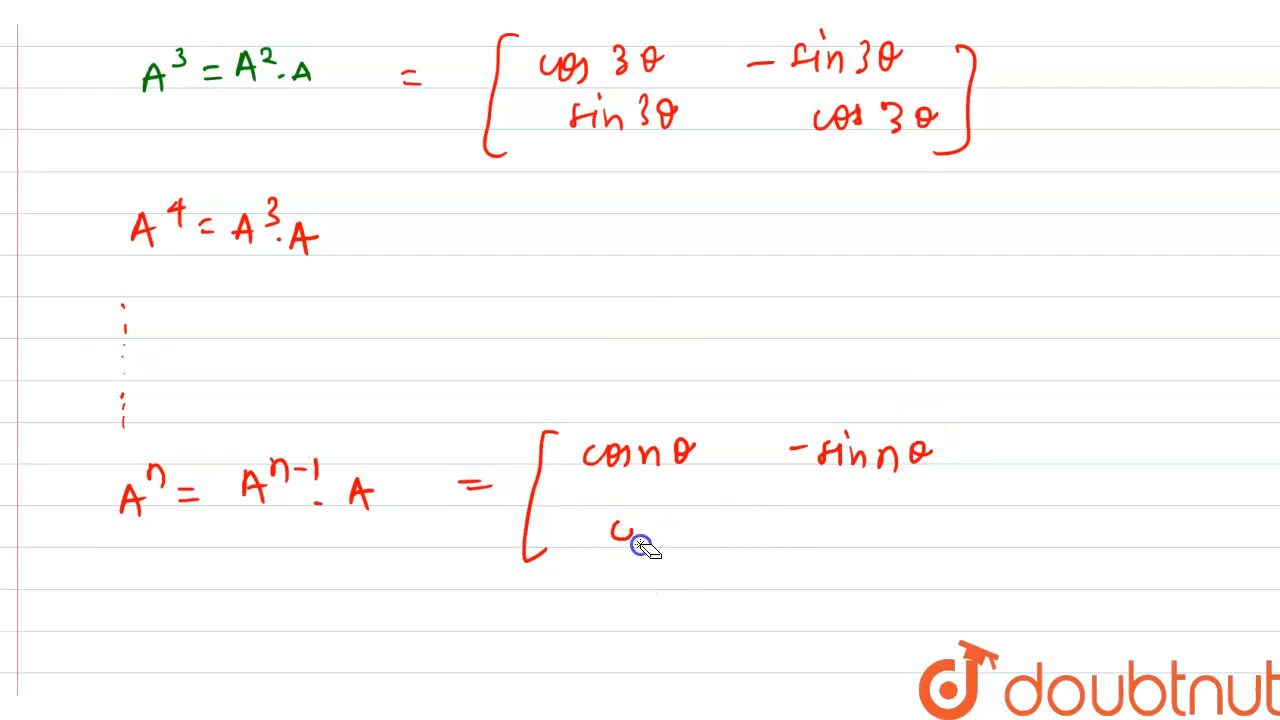 A³ = A².A = [ cos 3θ -sin 3θ
sin 3θ cos 3θ ]
A⁴ = A³.A
Aⁿ = Aⁿ⁻¹.A = [ cos nθ -sin nθ
doubtnut